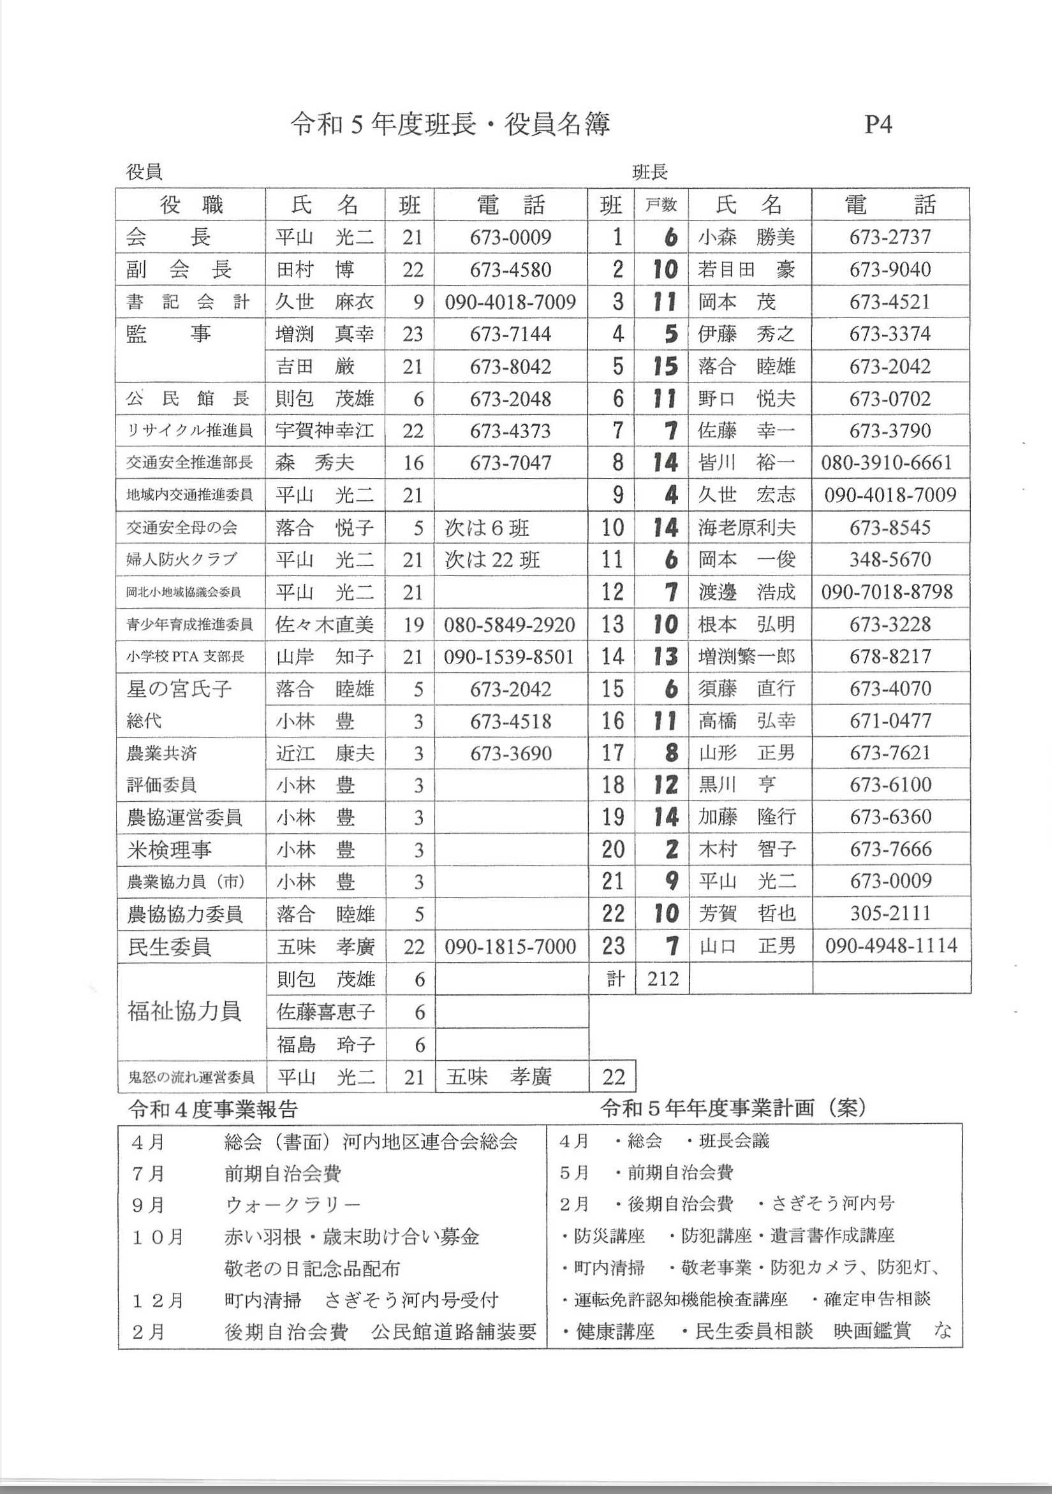 令和5年度班長・役員名簿 P4
役員 班長
役 職 氏 名 班 電 話 班 戸数 氏 名 電 話
会 長 平山 光二 21 673-0009 1 6 小森 勝美 673-2737
副 会 長 田村 博 22 673-4580 2 10 若目田 豪 673-9040
書 記 会 計 久世 麻衣 9 090-4018-7009 3 11 岡本 茂 673-4521
監 事 増渕 真幸 23 673-7144 4 5 伊藤 秀之 673-3374
吉田 厳 21 673-8042 5 15 落合 睦雄 673-2042
公 民 館 長 則包 茂雄 6 673-2048 6 11 野口 悦夫 673-0702
リサイクル推進員 宇賀神幸江 22 673-4373 7 7 佐藤 幸一 673-3790
交通安全推進部長 森 秀夫 16 673-7047 8 14 皆川 裕一 080-3910-6661
地域内交通推進委員 平山 光二 21 9 4 久世 宏志 090-4018-7009
交通安全母の会 落合 悦子 5 次は6班 10 14 海老原利夫 673-8545
婦人防火クラブ 平山 光二 21 次は22班 11 6 岡本 一俊 348-5670
岡北小地域協議会委員 平山 光二 21 12 7 渡邊 浩成 090-7018-8798
青少年育成推進委員 佐々木直美 19 080-5849-2920 13 10 根本 弘明 673-3228
小学校PTA支部長 山岸 知子 21 090-1539-8501 14 13 増渕繁一郎 678-8217
星の宮氏子 落合 睦雄 5 673-2042 15 6 須藤 直行 673-4070
総代 小林 豊 3 673-4518 16 11 高橋 弘幸 671-0477
農業共済 近江 康夫 3 673-3690 17 8 山形 正男 673-7621
評価委員 小林 豊 3 18 12 黒川 亨 673-6100
農協運営委員 小林 豊 3 19 14 加藤 隆行 673-6360
米検理事 小林 豊 3 20 2 木村 智子 673-7666
農業協力員（市） 小林 豊 3 21 9 平山 光二 673-0009
農協協力委員 落合 睦雄 5 22 10 芳賀 哲也 305-2111
民生委員 五味 孝廣 22 090-1815-7000 23 7 山口 正男 090-4948-1114
則包 茂雄 6 計 212
福祉協力員 佐藤喜恵子 6
福島 玲子 6
鬼怒の流れ運営委員 平山 光二 21 五味 孝廣 22
令和4度事業報告 令和5年年度事業計画（案）
4月 総会（書面）河内地区連合会総会
7月 前期自治会費
9月 ウォークラリー
10月 赤い羽根・歳末助け合い募金
敬老の日記念品配布
12月 町内清掃 さぎそう河内号受付
2月 後期自治会費 公民館道路舗装要
4月 ・総会 ・班長会議
5月 ・前期自治会費
2月 ・後期自治会費 ・さぎそう河内号
・防災講座 ・防犯講座・遺言書作成講座
・町内清掃 ・敬老事業・防犯カメラ、防犯灯、
・運転免許認知機能検査講座 ・確定申告相談
・健康講座 ・民生委員相談 映画鑑賞 な